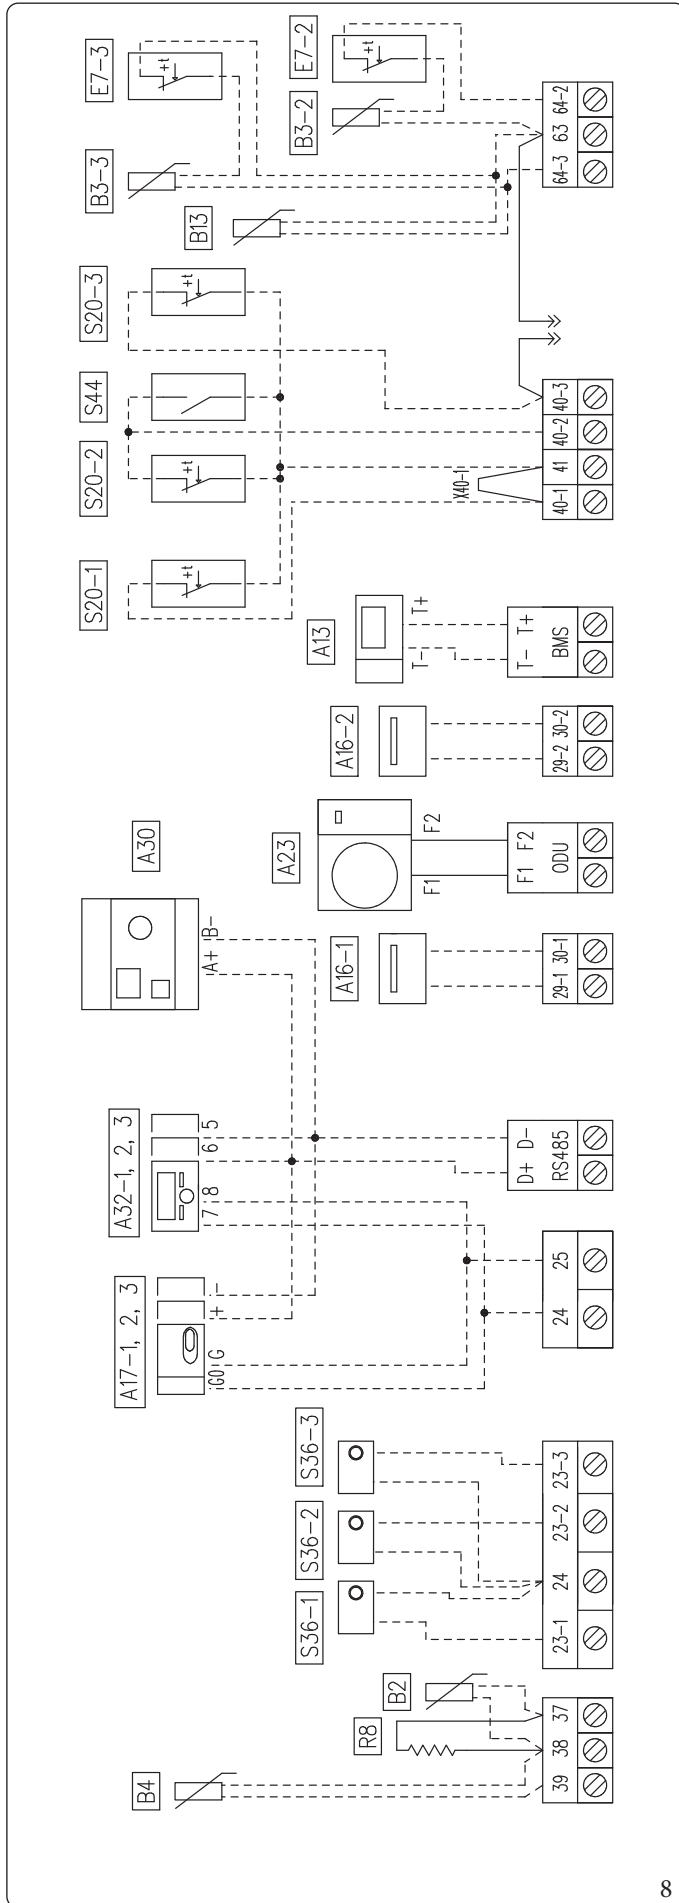 B4
R8
B2
39
38
37
S36-1
S36-2
S36-3
23-1
24
23-2
23-3
A17-1, 2, 3
G0 G
+ -
A32-1, 2, 3
7 8
6 5
24
25
A30
A+ B-
D+ D-
RS485
A16-1
29-1 30-1
A23
F1
F2
F1 F2
ODU
A16-2
29-2 30-2
A13
T-
T+
T- T+
BMS
S20-1
+t
S20-2
+t
S44
S20-3
+t
X40-1
40-1
41
40-2
40-3
B13
B3-3
E7-3
+t
B3-2
E7-2
+t
64-3
63
64-2
8